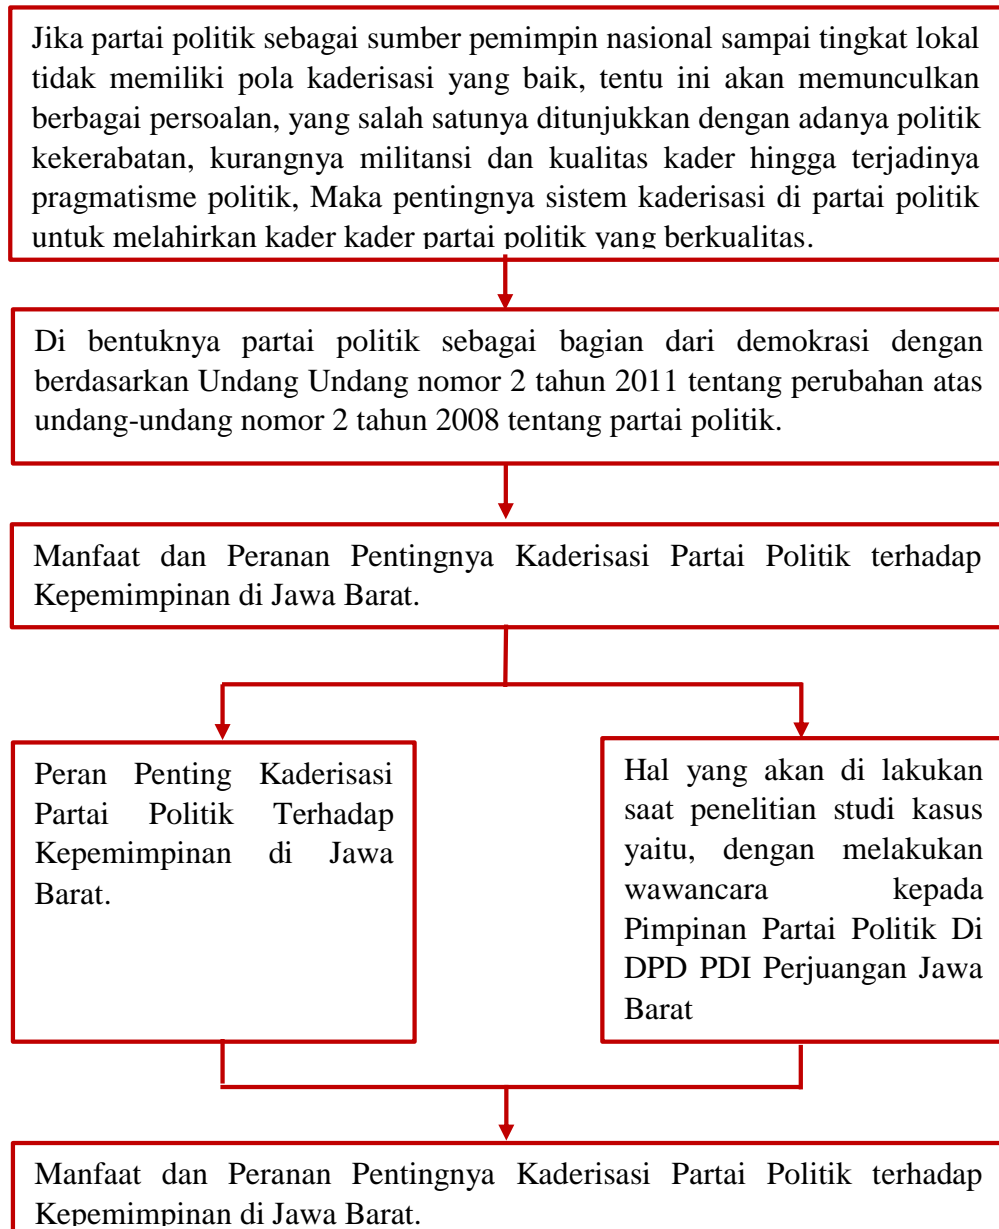 Jika partai politik sebagai sumber pemimpin nasional sampai tingkat lokal
tidak memiliki pola kaderisasi yang baik, tentu ini akan memunculkan
berbagai persoalan, yang salah satunya ditunjukkan dengan adanya politik
kekerabatan, kurangnya militansi dan kualitas kader hingga terjadinya
pragmatisme politik, Maka pentingnya sistem kaderisasi di partai politik
untuk melahirkan kader kader partai politik yang berkualitas.
Di bentuknya partai politik sebagai bagian dari demokrasi dengan
berdasarkan Undang Undang nomor 2 tahun 2011 tentang perubahan atas
undang-undang nomor 2 tahun 2008 tentang partai politik.
Manfaat dan Peranan Pentingnya Kaderisasi Partai Politik terhadap
Kepemimpinan di Jawa Barat.
Peran Penting Kaderisasi
Partai Politik Terhadap
Kepemimpinan di Jawa
Barat.
Hal yang akan di lakukan
saat penelitian studi kasus
yaitu, dengan melakukan
wawancara kepada
Pimpinan Partai Politik Di
DPD PDI Perjuangan Jawa
Barat
Manfaat dan Peranan Pentingnya Kaderisasi Partai Politik terhadap
Kepemimpinan di Jawa Barat.